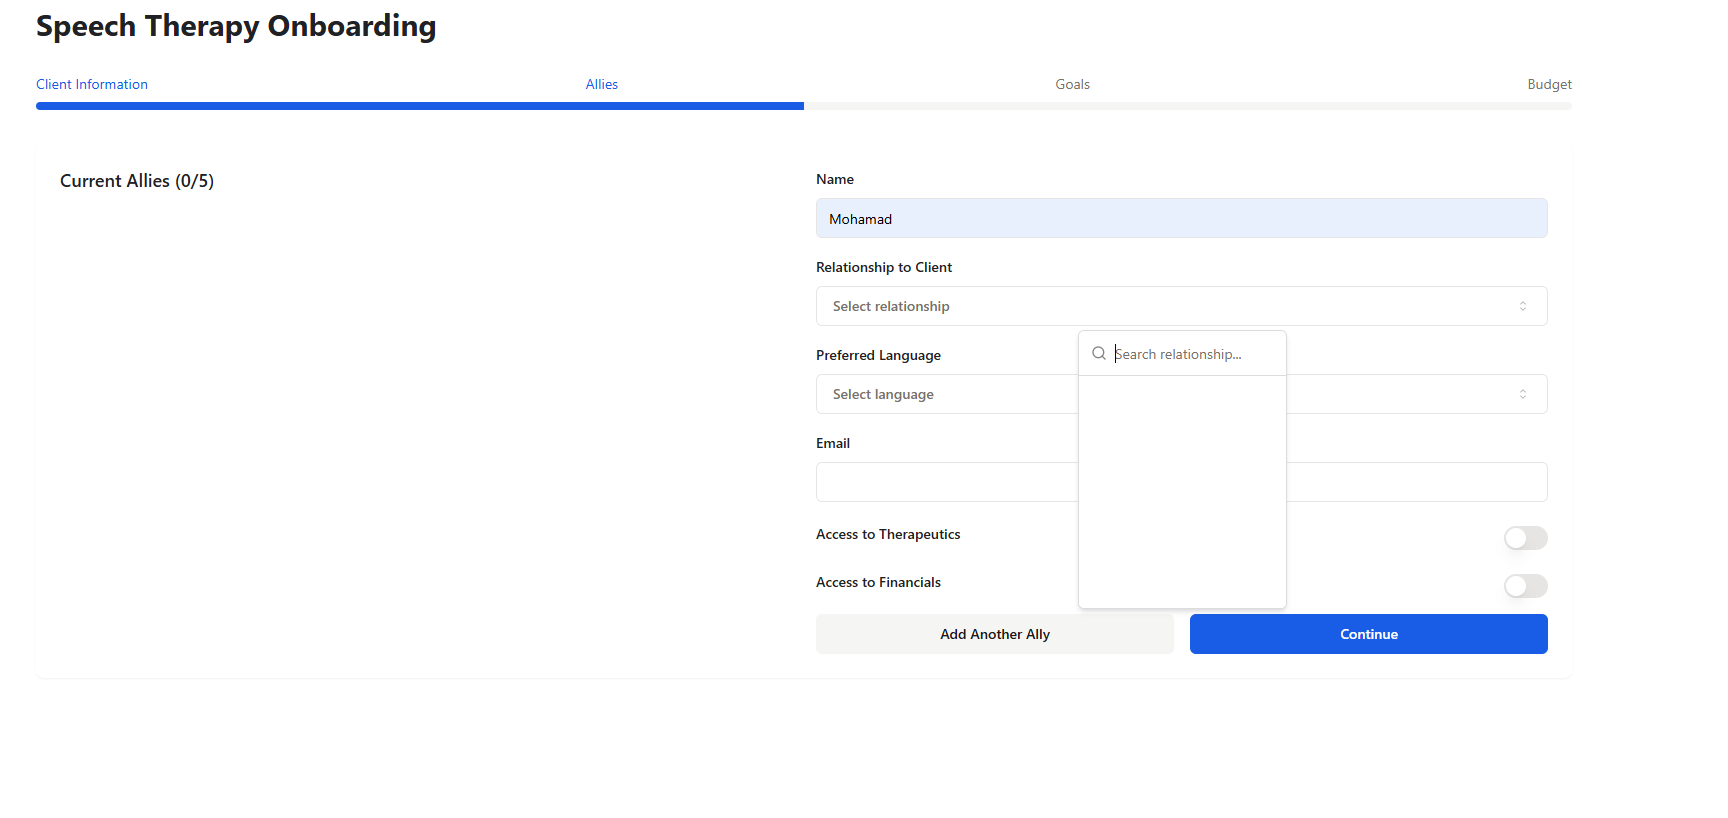 Speech Therapy Onboarding
Client Information
Allies
Goals
Budget
Current Allies (0/5)
Name
Mohamad
Relationship to Client
Select relationship
Search relationship...
Preferred Language
Select language
Email
Access to Therapeutics
Access to Financials
Add Another Ally
Continue